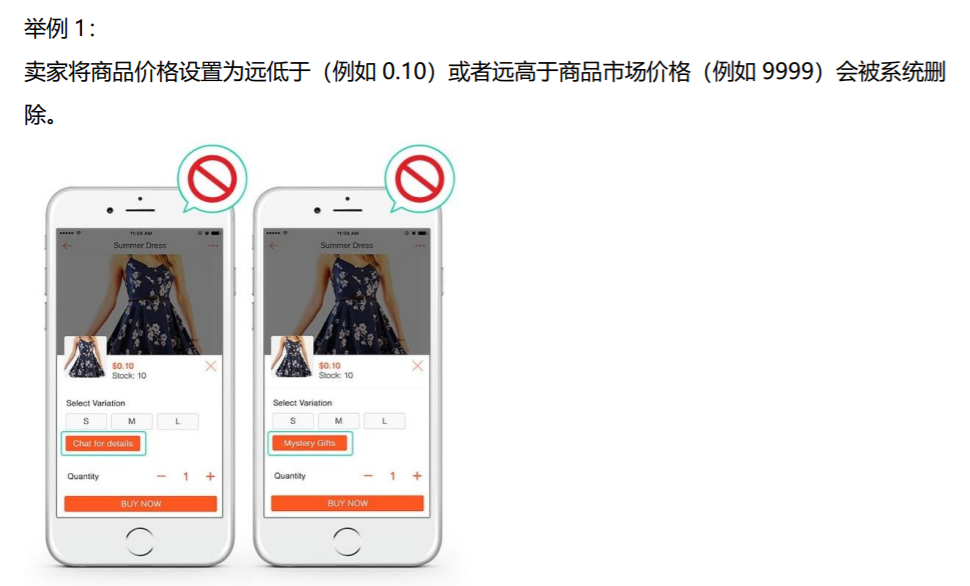 举例 1：
卖家将商品价格设置为远低于（例如 0.10）或者远高于商品市场价格（例如 9999）会被系统删
除。
11:58 AM
Summer Dress
$0.10
Stock: 10
Select Variation
S M L
Chat for details
Quantity
− 1 +
BUY NOW
11:58 AM
Summer Dress
$0.10
Stock: 10
Select Variation
S M L
Mystery Gifts
Quantity
− 1 +
BUY NOW